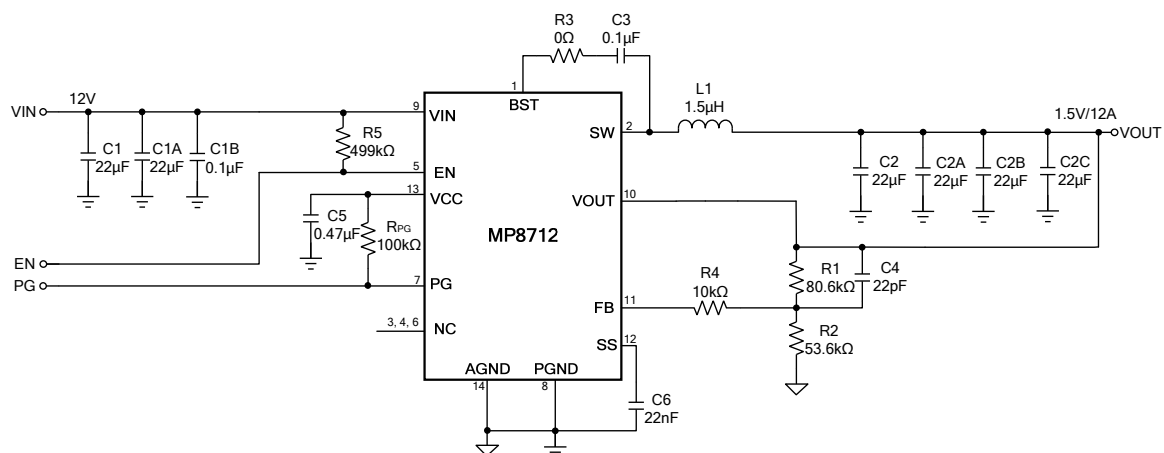 R3
0Ω
C3
0.1µF
1
BST
L1
1.5µH
VIN
12V
9
VIN
SW
2
1.5V/12A
VOUT
C1
22µF
C1A
22µF
C1B
0.1µF
R5
499kΩ
5
EN
C2
22µF
C2A
22µF
C2B
22µF
C2C
22µF
13
VCC
VOUT
10
C5
0.47µF
RPG
100kΩ
MP8712
EN
PG
7
PG
R4
10kΩ
R1
80.6kΩ
C4
22pF
FB
11
3, 4, 6
NC
SS
12
R2
53.6kΩ
AGND
PGND
14
8
C6
22nF